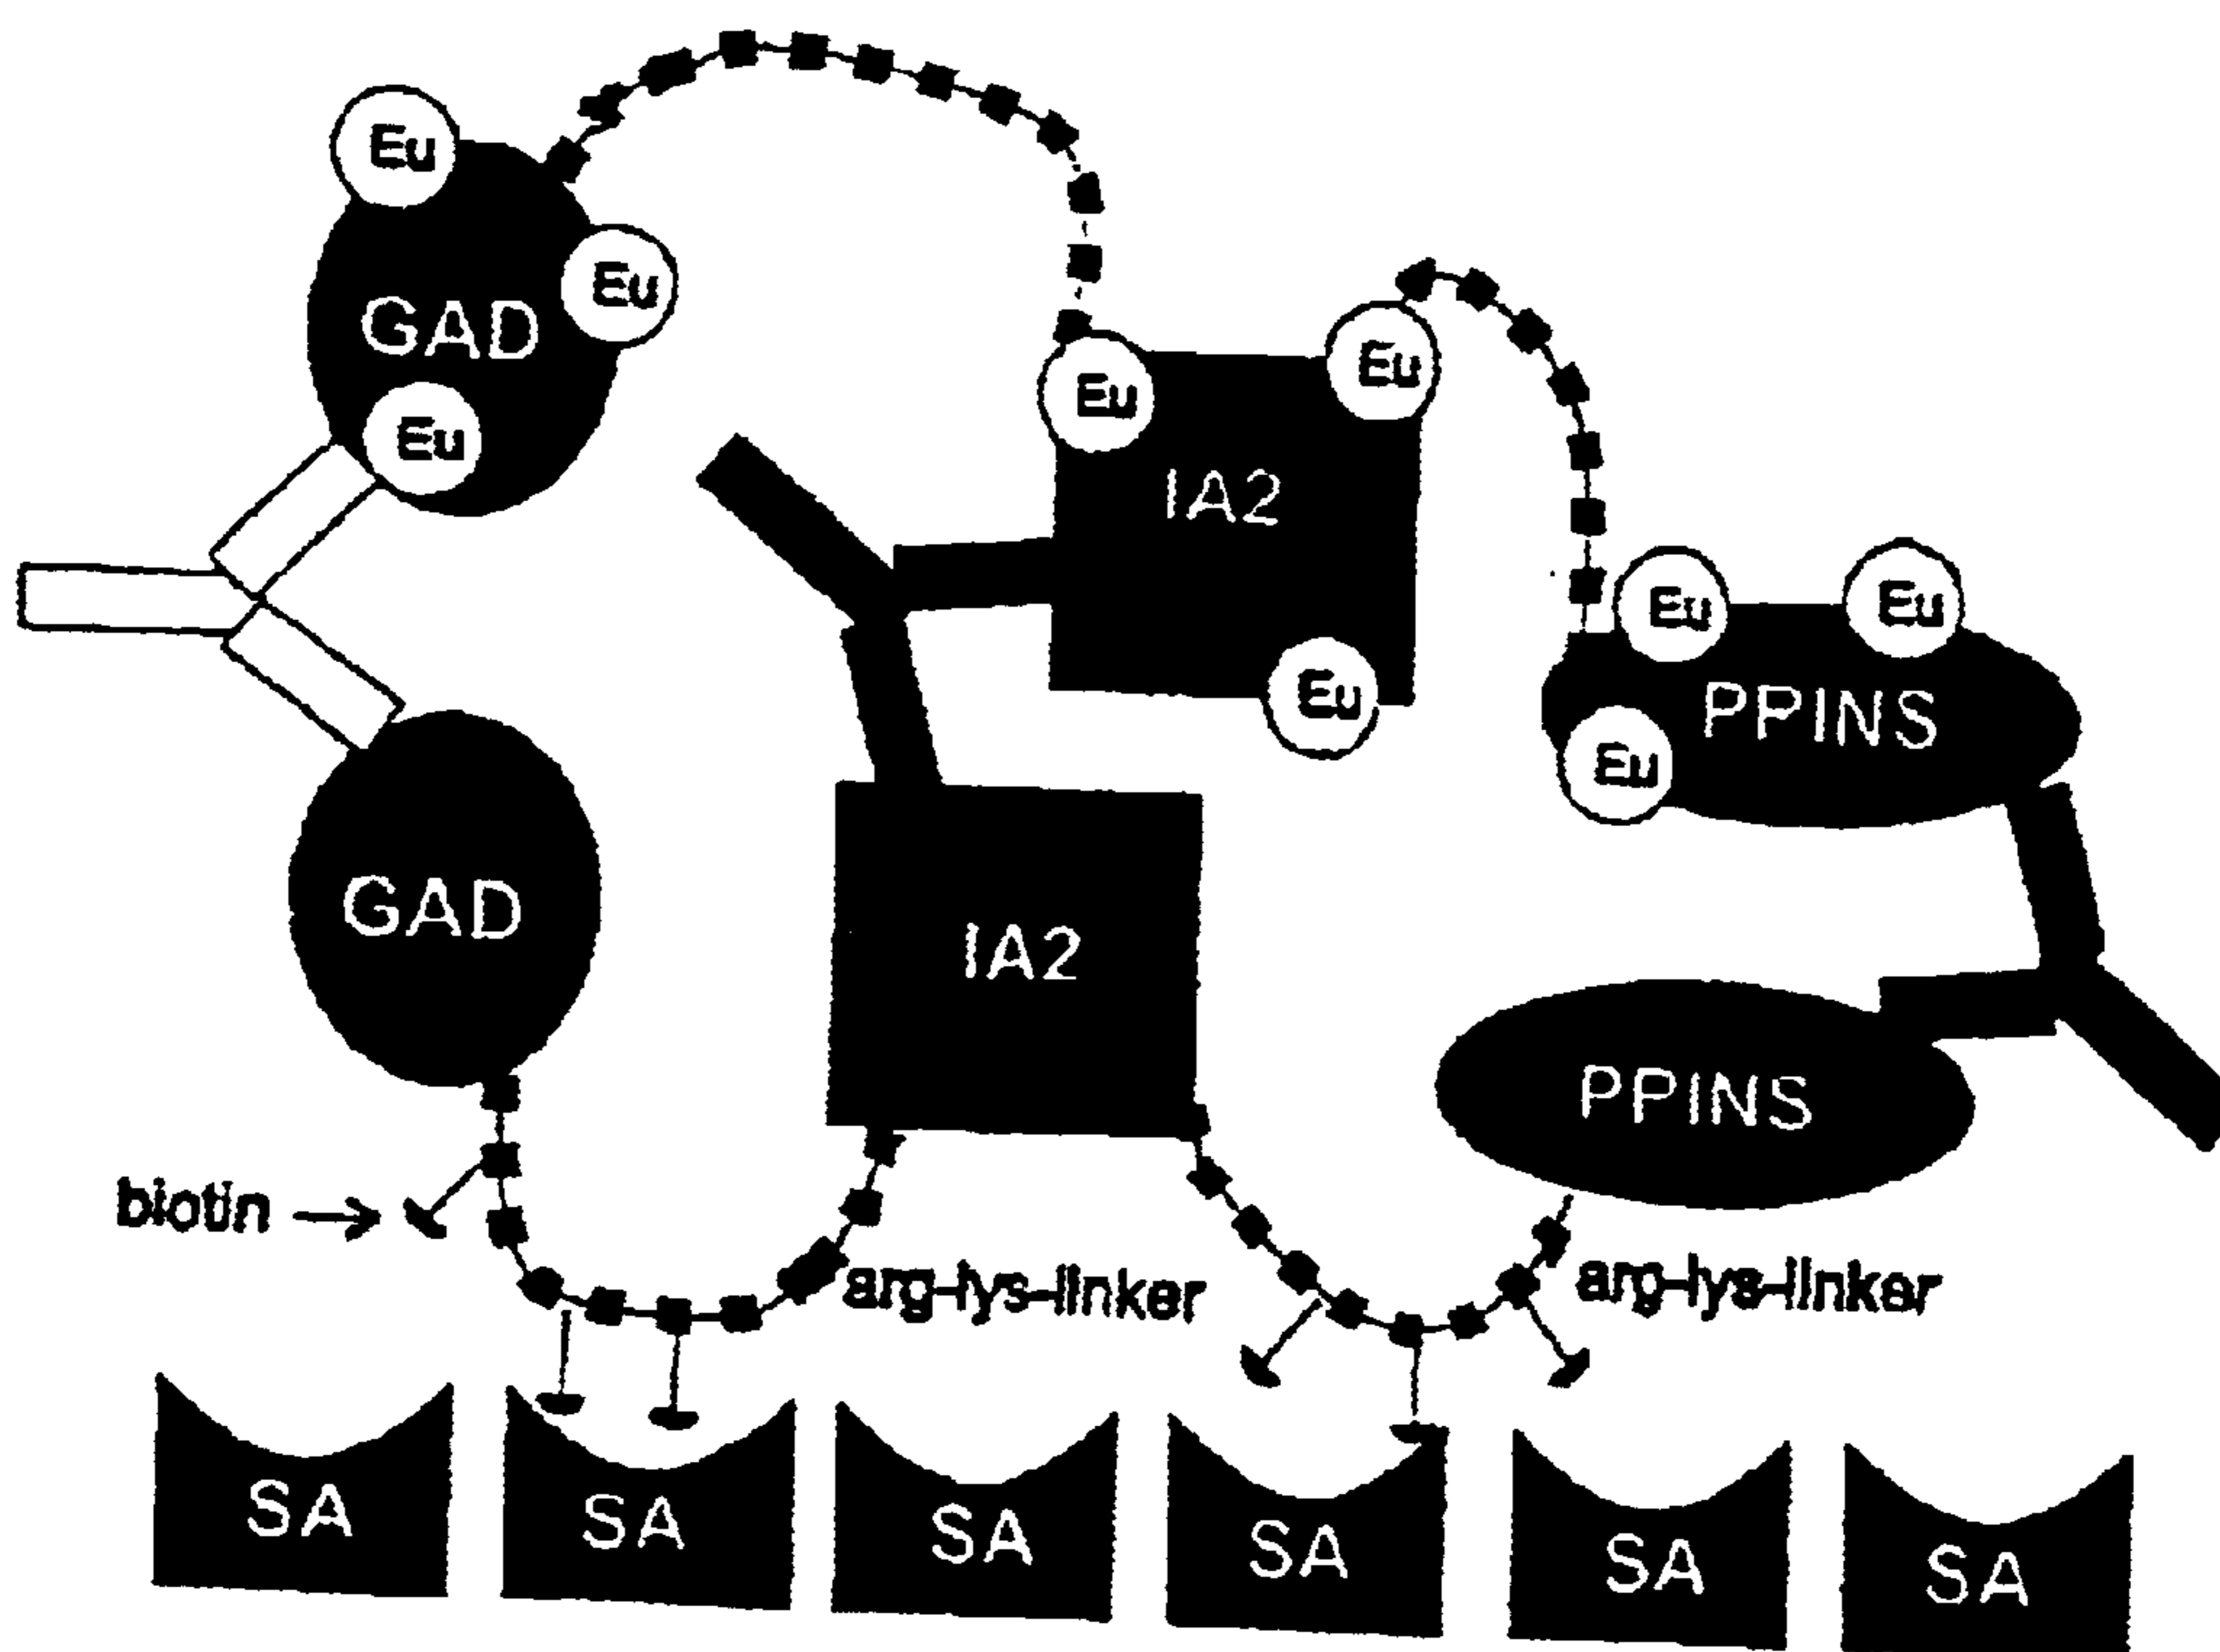 Eu
Eu
GAD
Eu
Eu
Eu
IA2
Eu
Eu
Eu
PPINS
Eu
GAD
IA2
PPINS
biotin →
arg-lys-linker
arg-lys-linker
SA
SA
SA
SA
SA
SA